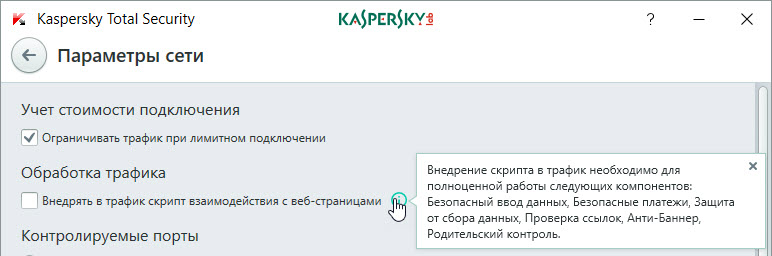 Kaspersky Total Security
KASPERSKY lab
?
Параметры сети
Учет стоимости подключения
Ограничивать трафик при лимитном подключении
Обработка трафика
Внедрять в трафик скрипт взаимодействия с веб-страницами
Внедрение скрипта в трафик необходимо для
полноценной работы следующих компонентов:
Безопасный ввод данных, Безопасные платежи, Защита
от сбора данных, Проверка ссылок, Анти-Баннер,
Родительский контроль.
Контролируемые порты